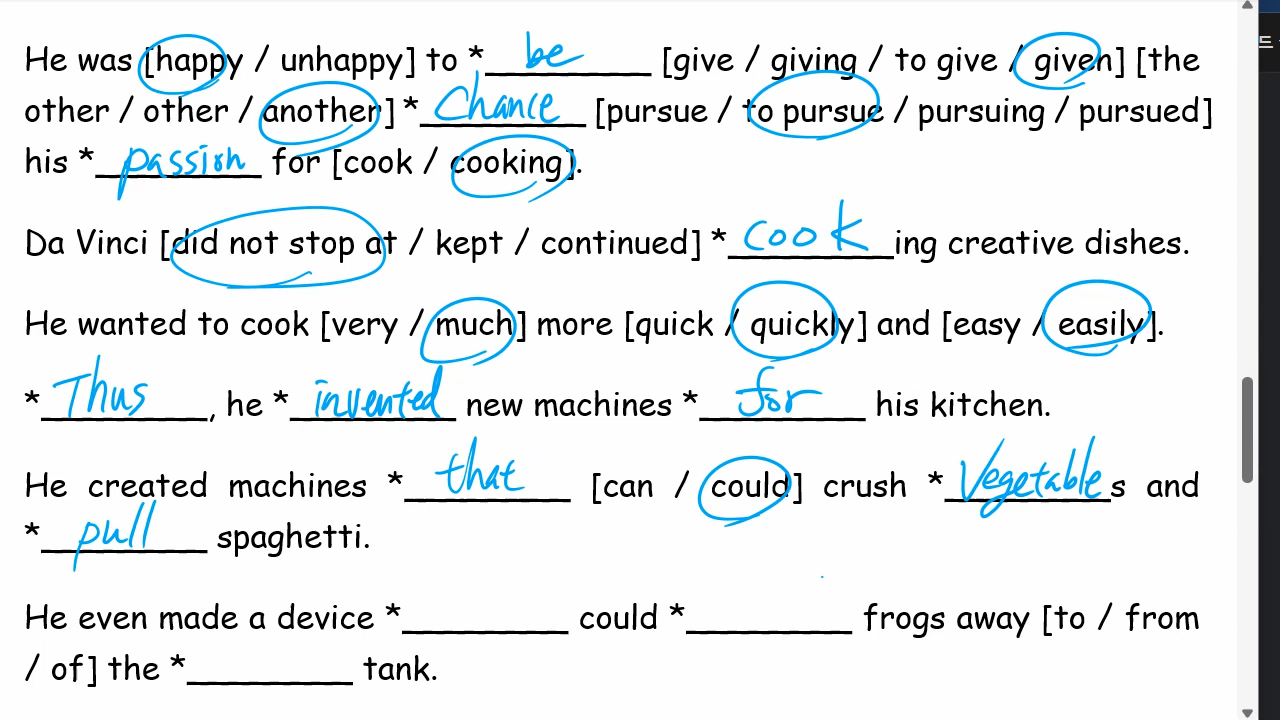 He was [happy / unhappy] to * be [give / giving / to give / given] [the
other / other / another] * Chance [pursue / to pursue / pursuing / pursued]
his * passion for [cook / cooking].
Da Vinci [did not stop at / kept / continued] * cooking creative dishes.
He wanted to cook [very / much] more [quick / quickly] and [easy / easily].
* Thus, he * invented new machines * for his kitchen.
He created machines * that [can / could] crush * Vegetables and
* pull spaghetti.
He even made a device *__________ could *__________ frogs away [to / from
/ of] the *__________ tank.